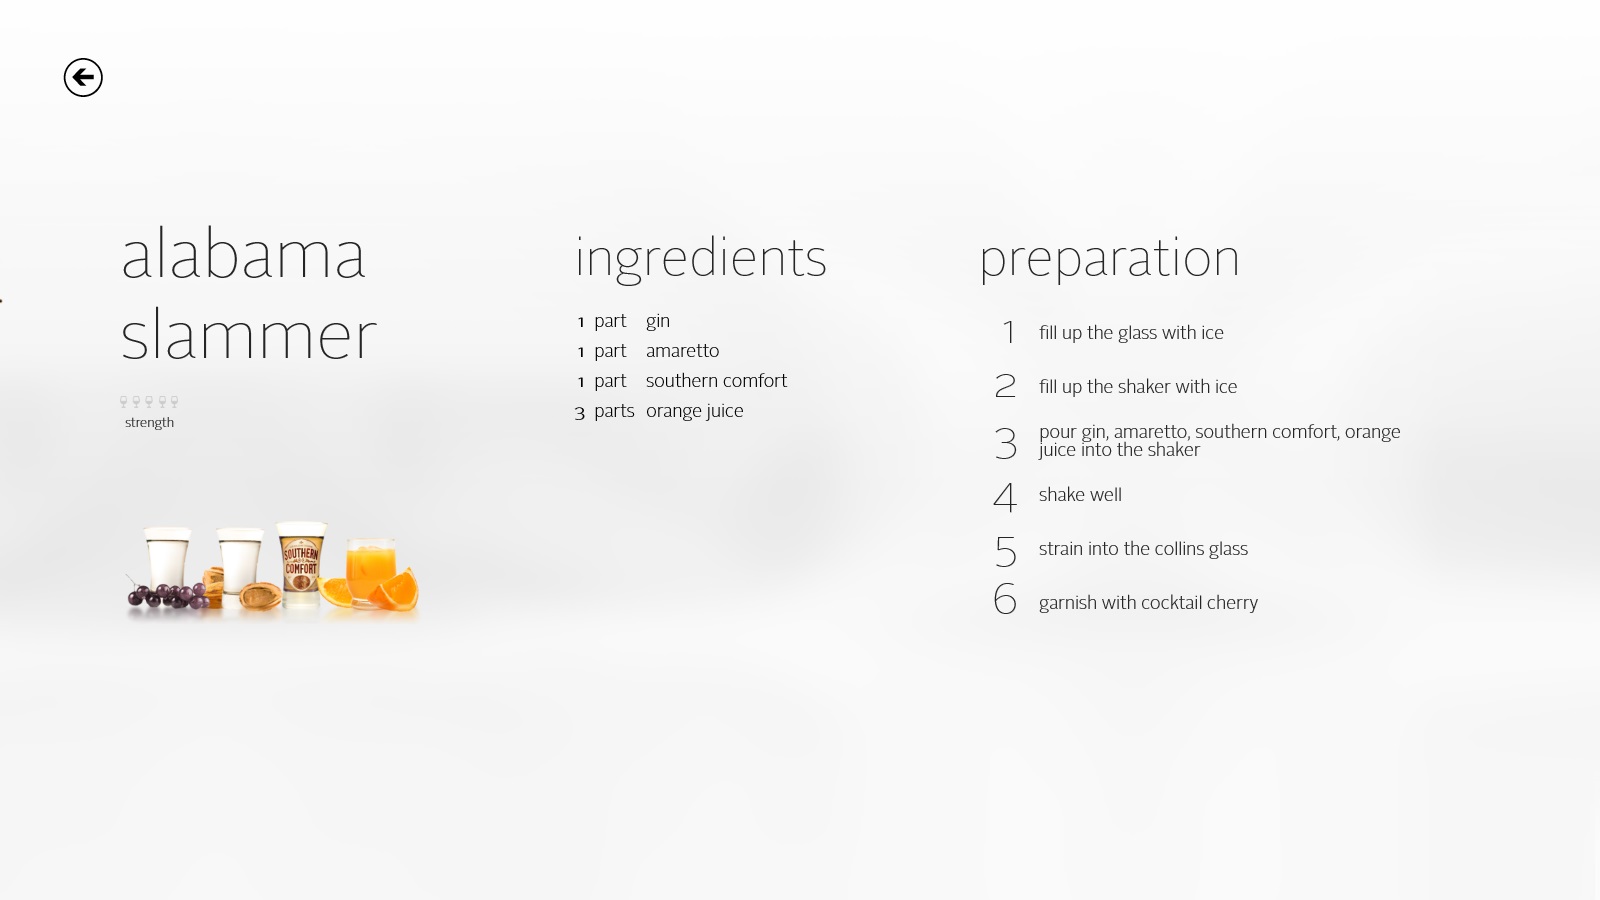 alabama
slammer
strength
SOUTHERN
COMFORT
ingredients
1 part gin
1 part amaretto
1 part southern comfort
3 parts orange juice
preparation
1 fill up the glass with ice
2 fill up the shaker with ice
3 pour gin, amaretto, southern comfort, orange
juice into the shaker
4 shake well
5 strain into the collins glass
6 garnish with cocktail cherry